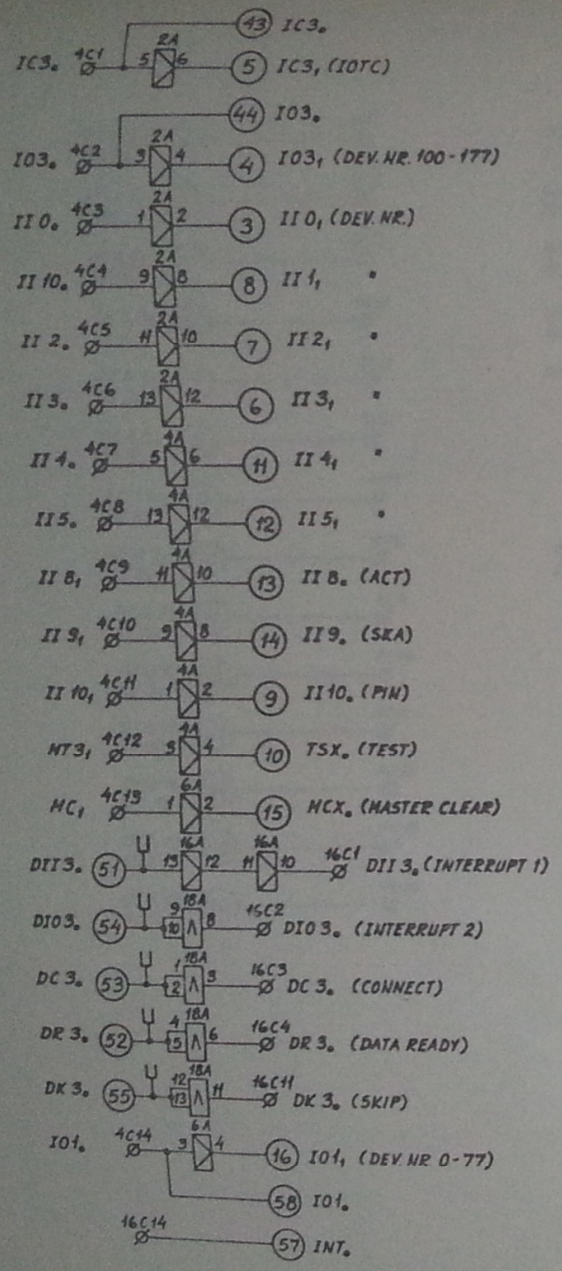 43 IC3.
IC3. 4C1 5 2A 6 5 IC3, (IOTC)
44 IO3.
IO3. 4C2 3 2A 4 4 IO3, (DEV. NR. 100-177)
II 0. 4C3 1 2A 2 3 II 0, (DEV. NR.)
II 10. 4C4 9 2A 8 8 II 1, "
II 2. 4C5 11 2A 10 7 II 2, "
II 3. 4C6 13 2A 12 6 II 3, "
II 4. 4C7 5 4A 6 11 II 4, "
II 5. 4C8 13 4A 12 12 II 5, "
II 8, 4C9 11 4A 10 13 II 8. (ACT)
II 9, 4C10 9 4A 8 14 II 9. (SKA)
II 10, 4C11 1 4A 2 9 II 10. (PIN)
MT3, 4C12 3 4A 4 10 TSX. (TEST)
MC, 4C13 1 6A 2 15 MCX. (MASTER CLEAR)
DII 3. 51 13 16A 12 11 16A 10 16C1 DII 3. (INTERRUPT 1)
DIO 3. 54 9 10 18A 8 16C2 DIO 3. (INTERRUPT 2)
DC 3. 53 1 2 18A 3 16C3 DC 3. (CONNECT)
DR 3. 52 4 5 18A 6 16C4 DR 3. (DATA READY)
DK 3. 55 12 13 18A 11 16C11 DK 3. (SKIP)
IO1. 4C14 3 6A 4 16 IO1, (DEV. NR 0-77)
58 IO1.
16C14 57 INT.